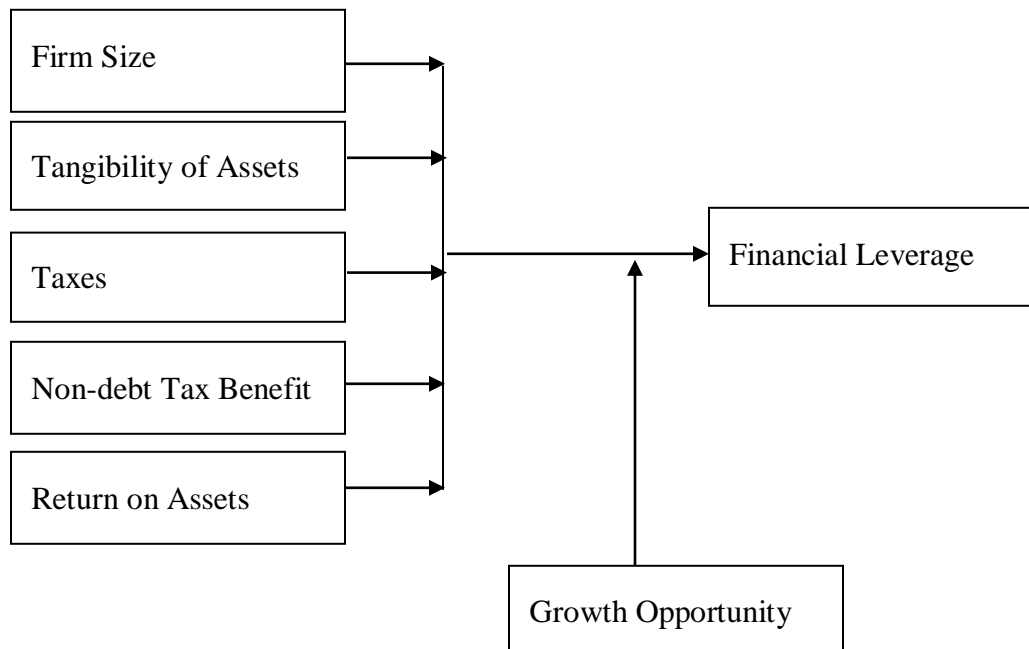 Firm Size
Tangibility of Assets
Taxes
Financial Leverage
Non-debt Tax Benefit
Return on Assets
Growth Opportunity